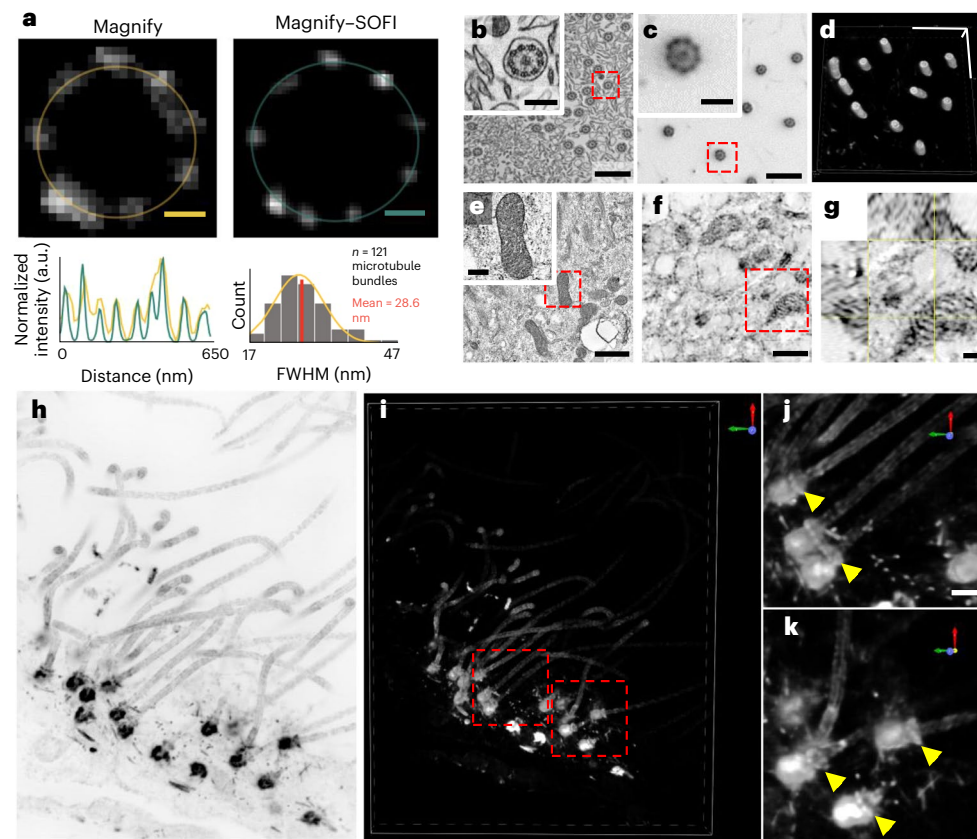 a
Magnify
Magnify–SOFI
Normalized
intensity (a.u.)
0
650
Distance (nm)
Count
n = 121
microtubule
bundles
Mean = 28.6
nm
17
47
FWHM (nm)
b
c
d
e
f
g
h
i
j
k